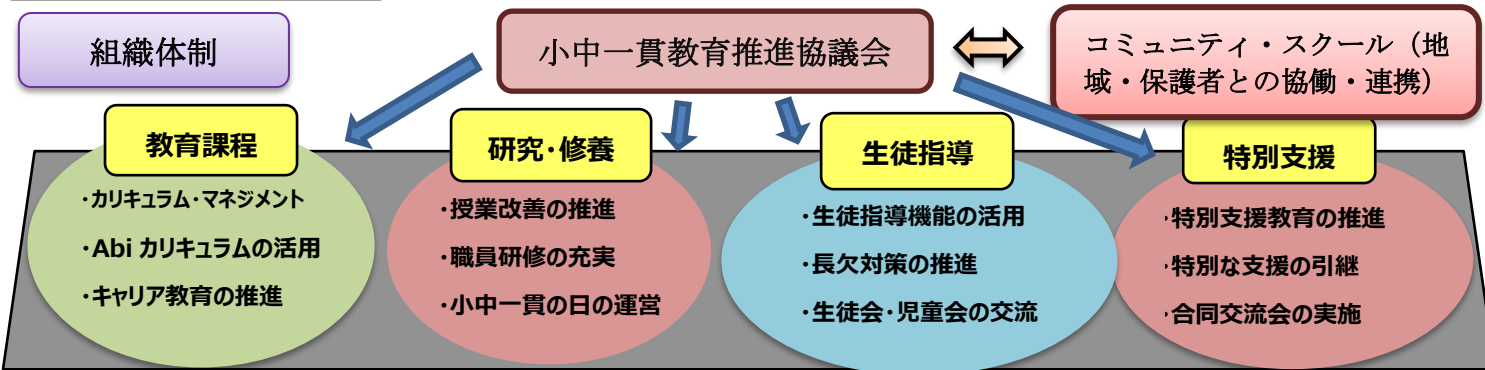 組織体制
小中一貫教育推進協議会
コミュニティ・スクール（地
域・保護者との協働・連携）
教育課程
・カリキュラム・マネジメント
・Abi カリキュラムの活用
・キャリア教育の推進
研究・修養
・授業改善の推進
・職員研修の充実
・小中一貫の日の運営
生徒指導
・生徒指導機能の活用
・長欠対策の推進
・生徒会・児童会の交流
特別支援
・特別支援教育の推進
・特別な支援の引継
・合同交流会の実施